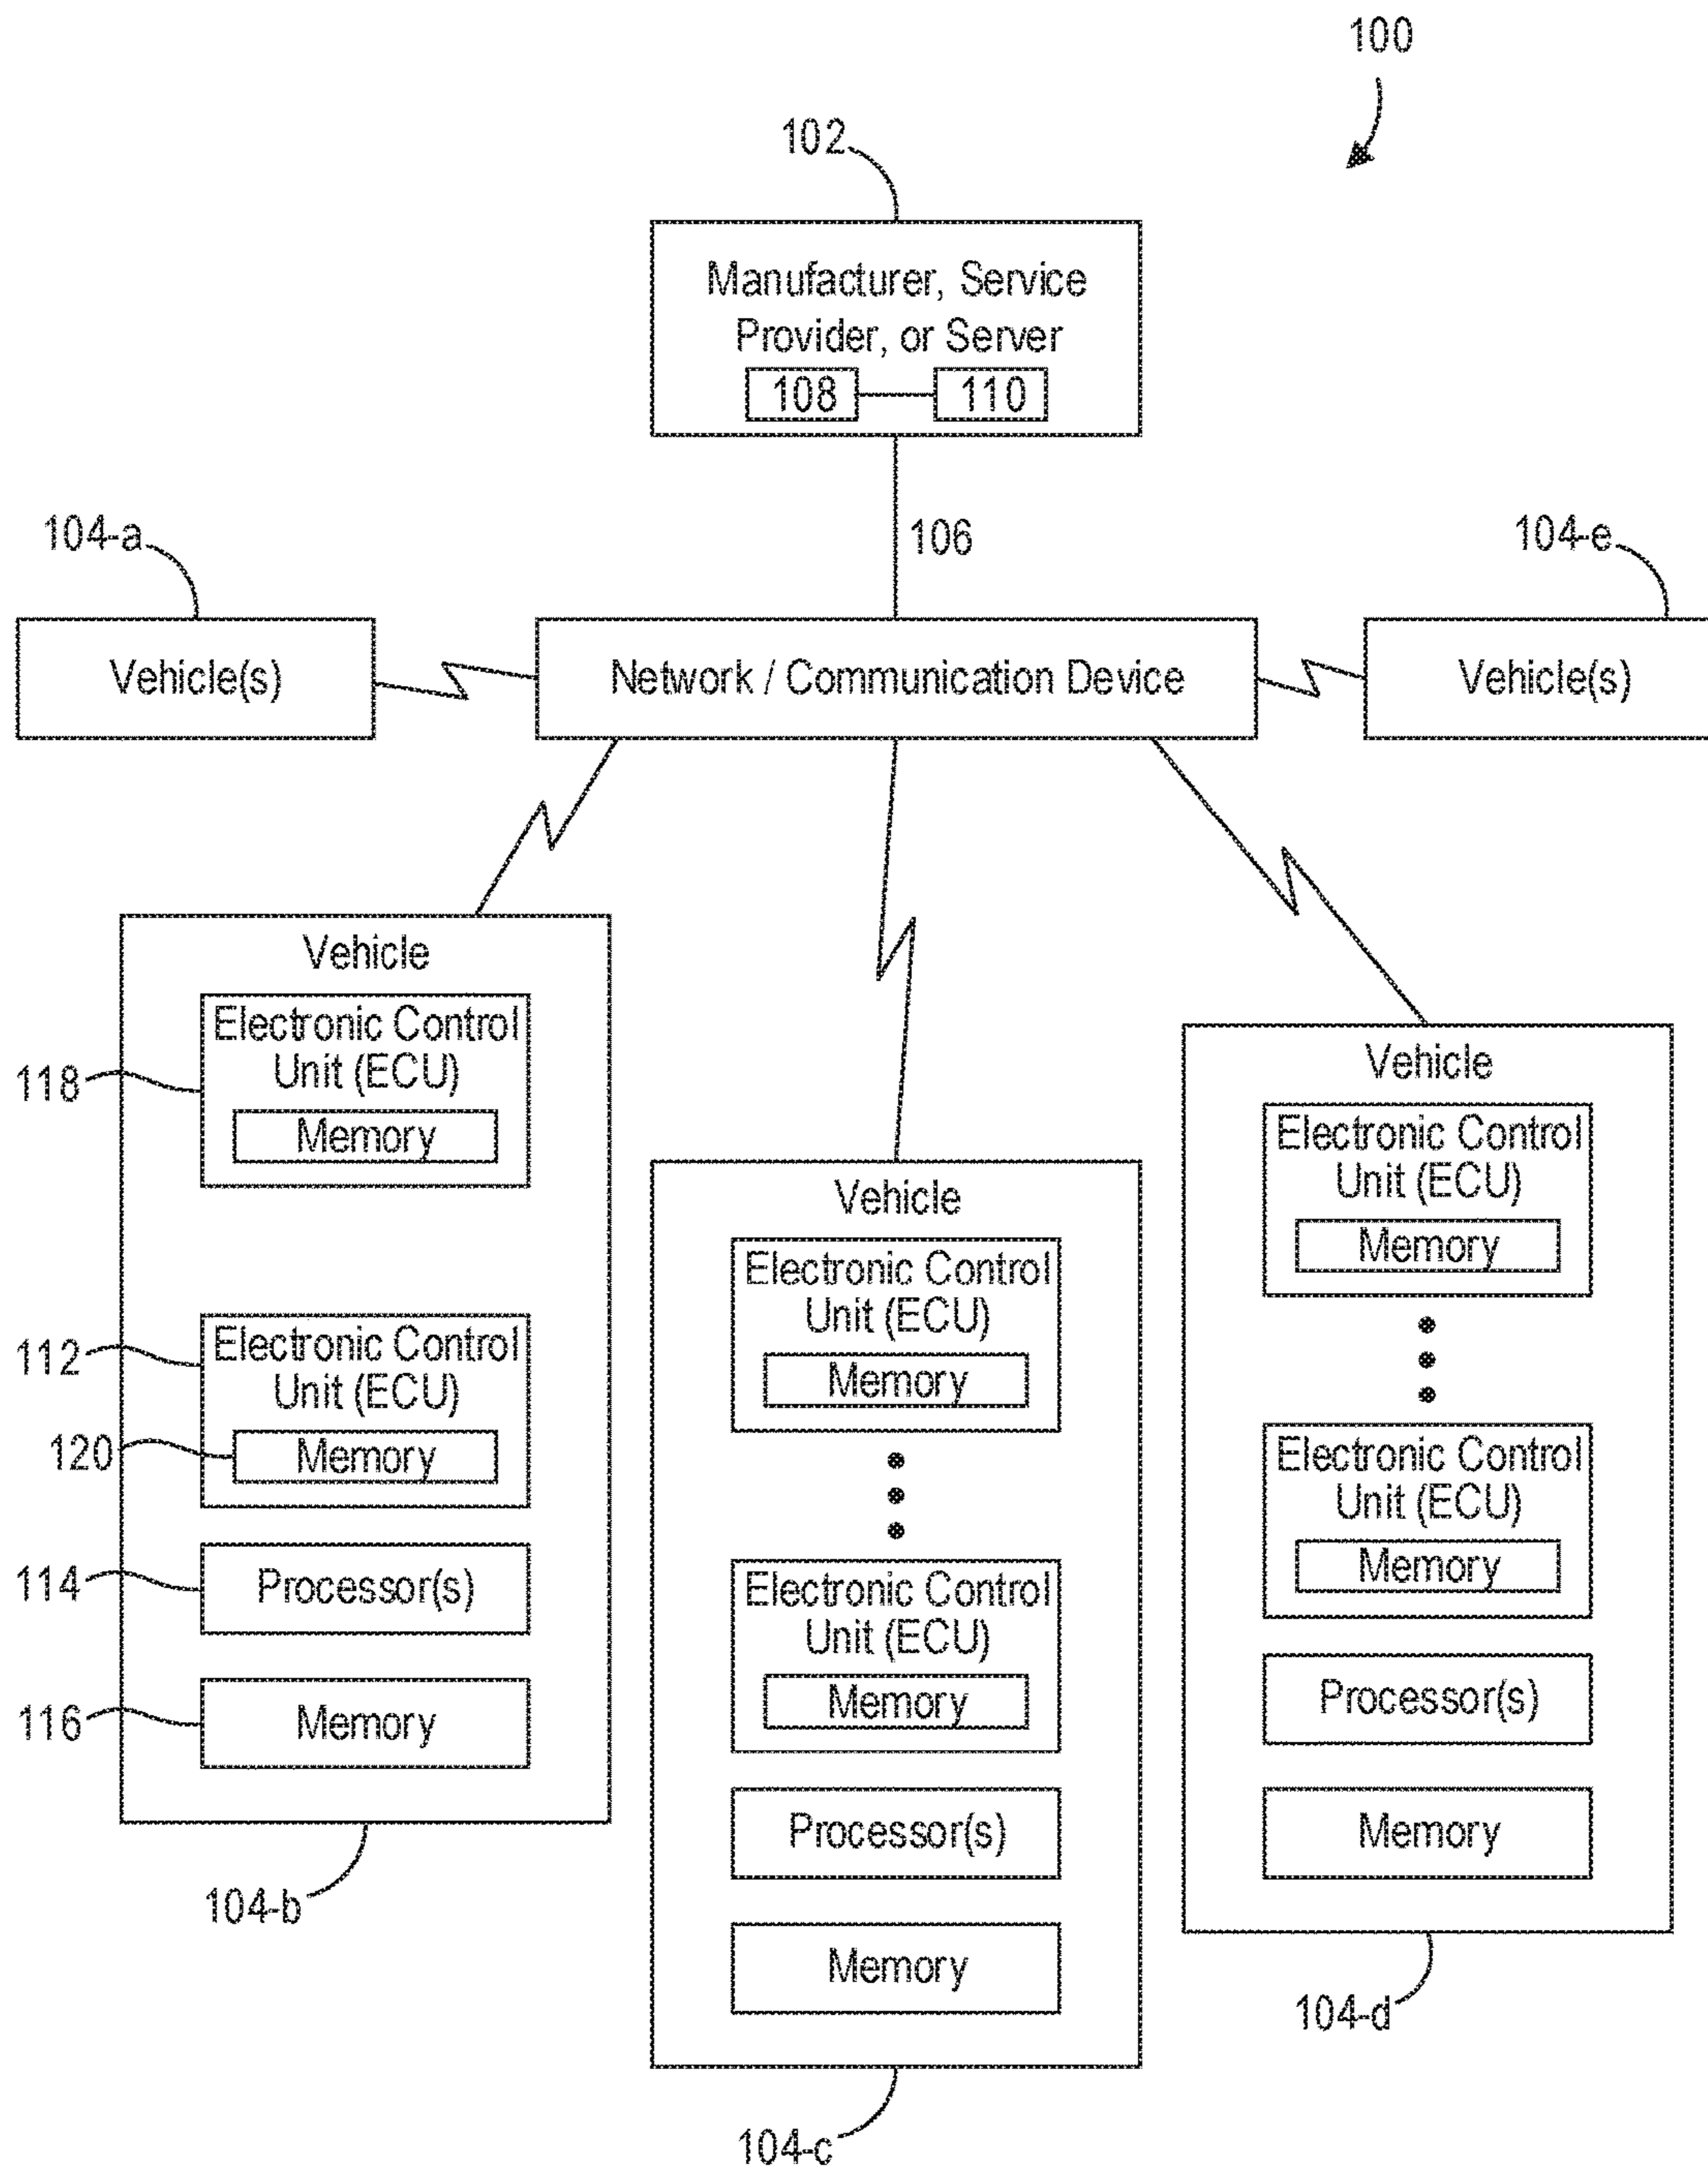 100
102
Manufacturer, Service
Provider, or Server
108
110
106
104-a
104-e
Vehicle(s)
Network / Communication Device
Vehicle(s)
Vehicle
Electronic Control
Unit (ECU)
Memory
118
Electronic Control
Unit (ECU)
Memory
112
120
Processor(s)
114
Memory
116
104-b
Vehicle
Electronic Control
Unit (ECU)
Memory
Electronic Control
Unit (ECU)
Memory
Processor(s)
Memory
104-c
Vehicle
Electronic Control
Unit (ECU)
Memory
Electronic Control
Unit (ECU)
Memory
Processor(s)
Memory
104-d